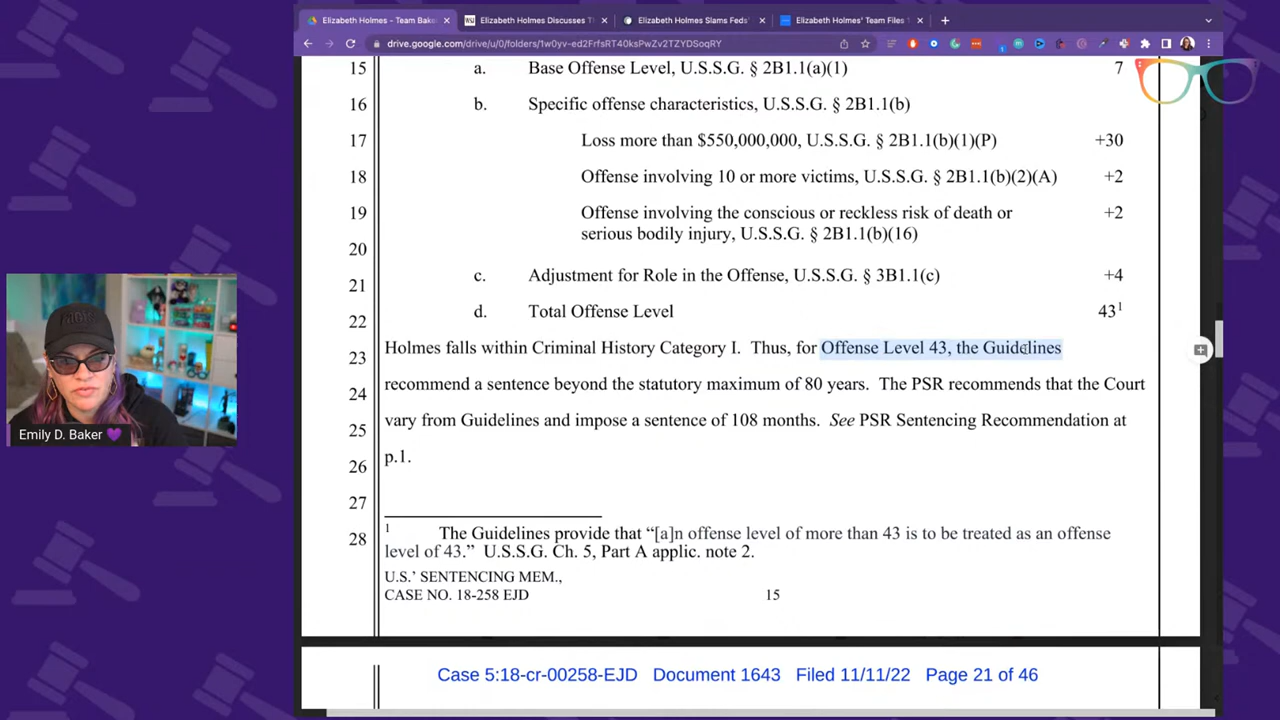 Elizabeth Holmes - Team Bake
Elizabeth Holmes Discusses T
Elizabeth Holmes Slams Feds'
Elizabeth Holmes' Team Files
drive.google.com/drive/u/0/folders/1w0yv-ed2FrfsRT40ksPwZv2TZYDSoqRY
15 a. Base Offense Level, U.S.S.G. § 2B1.1(a)(1) 7
16 b. Specific offense characteristics, U.S.S.G. § 2B1.1(b)
17 Loss more than $550,000,000, U.S.S.G. § 2B1.1(b)(1)(P) +30
18 Offense involving 10 or more victims, U.S.S.G. § 2B1.1(b)(2)(A) +2
19 Offense involving the conscious or reckless risk of death or +2
serious bodily injury, U.S.S.G. § 2B1.1(b)(16)
20
21 c. Adjustment for Role in the Offense, U.S.S.G. § 3B1.1(c) +4
22 d. Total Offense Level 43¹
23 Holmes falls within Criminal History Category I. Thus, for Offense Level 43, the Guidelines
24 recommend a sentence beyond the statutory maximum of 80 years. The PSR recommends that the Court
25 vary from Guidelines and impose a sentence of 108 months. See PSR Sentencing Recommendation at
26 p.1.
27
28 ¹ The Guidelines provide that “[a]n offense level of more than 43 is to be treated as an offense
level of 43.” U.S.S.G. Ch. 5, Part A applic. note 2.
U.S.’ SENTENCING MEM.,
CASE NO. 18-258 EJD 15
Case 5:18-cr-00258-EJD Document 1643 Filed 11/11/22 Page 21 of 46
Emily D. Baker 💜